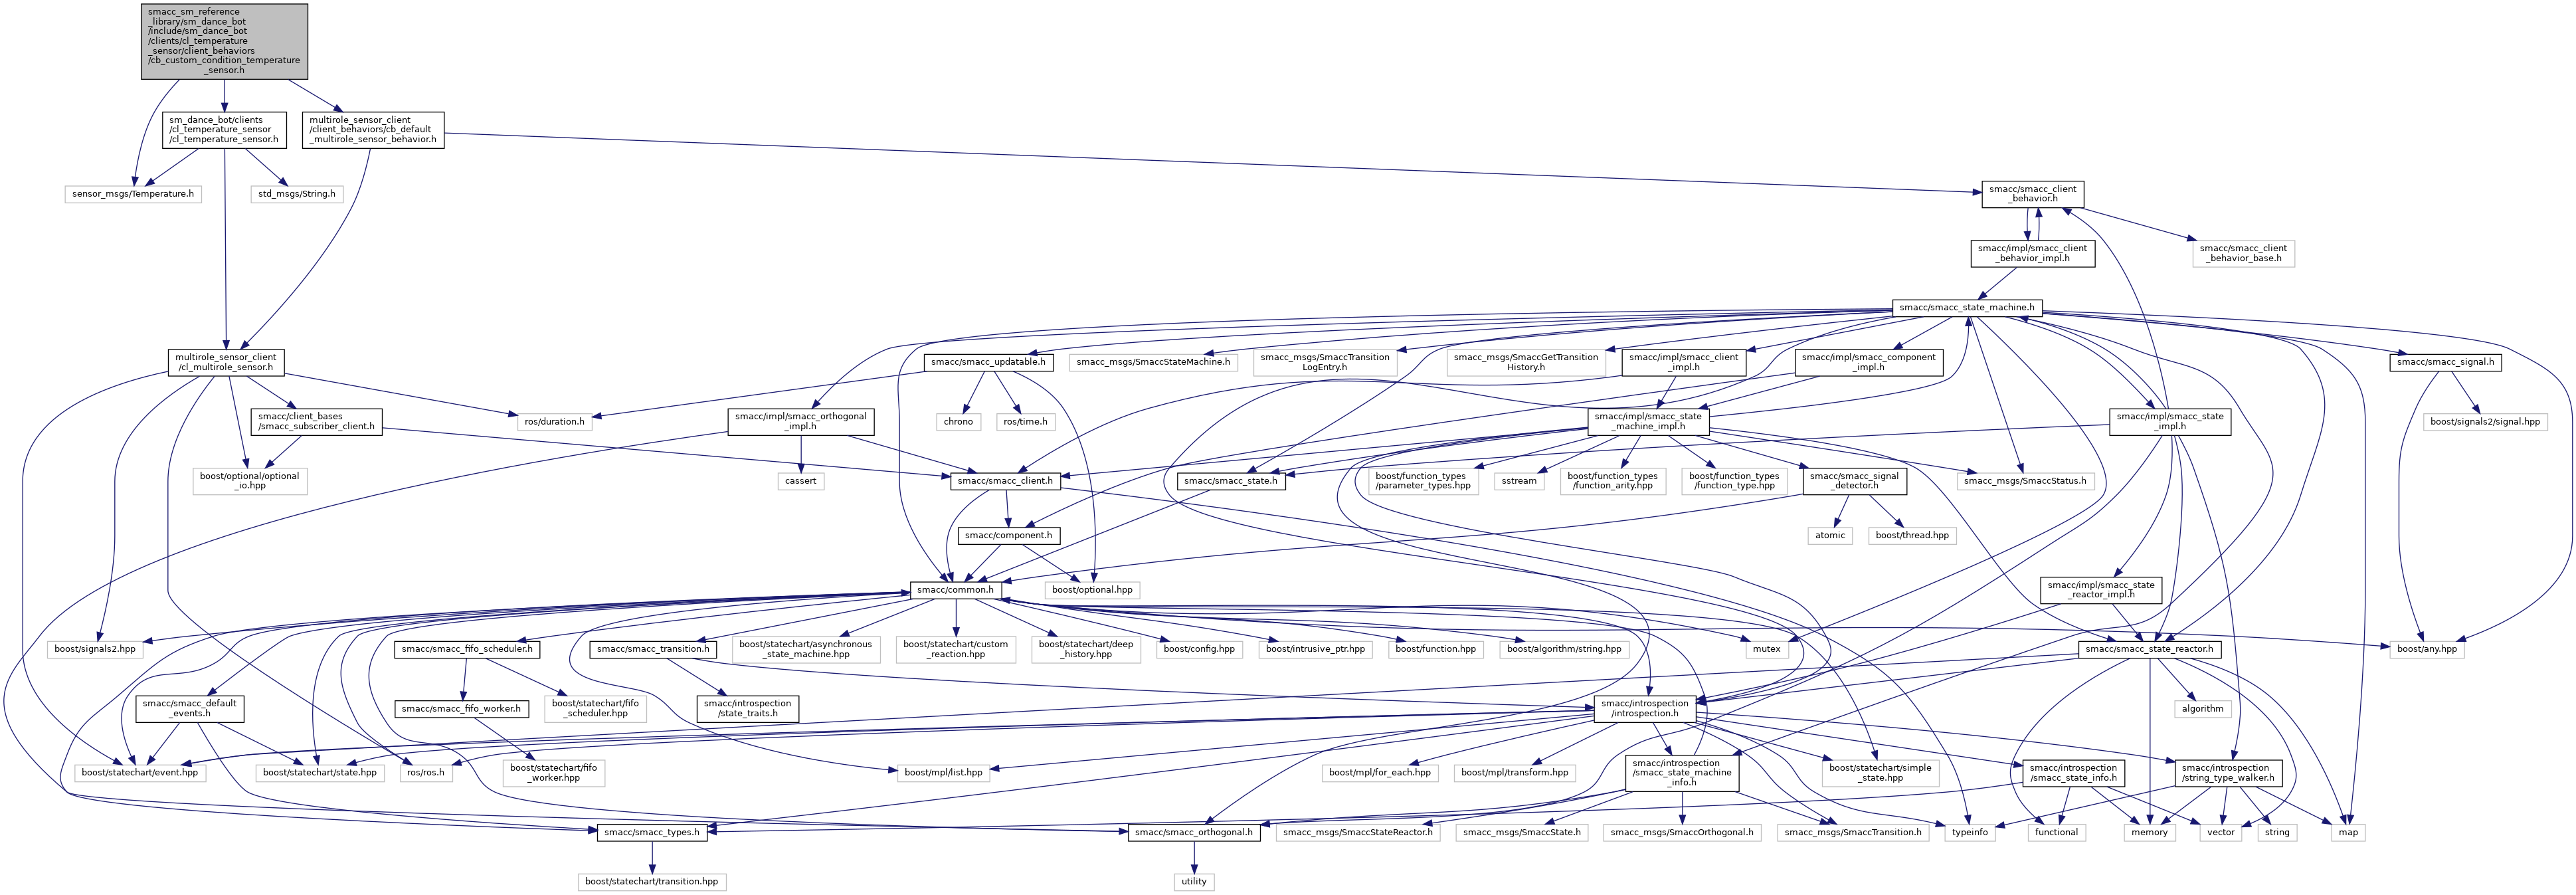 smacc_sm_reference
_library/sm_dance_bot
/include/sm_dance_bot
/clients/cl_temperature
_sensor/client_behaviors
/cb_custom_condition_temperature
_sensor.h
sm_dance_bot/clients
/cl_temperature_sensor
/cl_temperature_sensor.h
multirole_sensor_client
/client_behaviors/cb_default
_multirole_sensor_behavior.h
sensor_msgs/Temperature.h
std_msgs/String.h
smacc/smacc_client
_behavior.h
smacc/impl/smacc_client
_behavior_impl.h
smacc/smacc_client
_behavior_base.h
smacc/smacc_state_machine.h
multirole_sensor_client
/cl_multirole_sensor.h
smacc/smacc_updatable.h
smacc_msgs/SmaccStateMachine.h
smacc_msgs/SmaccTransition
LogEntry.h
smacc_msgs/SmaccGetTransition
History.h
smacc/impl/smacc_client
_impl.h
smacc/impl/smacc_component
_impl.h
smacc/smacc_signal.h
smacc/client_bases
/smacc_subscriber_client.h
ros/duration.h
smacc/impl/smacc_orthogonal
_impl.h
chrono
ros/time.h
smacc/impl/smacc_state
_machine_impl.h
smacc/impl/smacc_state
_impl.h
boost/signals2/signal.hpp
boost/optional/optional
_io.hpp
cassert
smacc/smacc_client.h
smacc/smacc_state.h
boost/function_types
/parameter_types.hpp
sstream
boost/function_types
/function_arity.hpp
boost/function_types
/function_type.hpp
smacc/smacc_signal
_detector.h
smacc_msgs/SmaccStatus.h
smacc/component.h
atomic
boost/thread.hpp
smacc/common.h
boost/optional.hpp
smacc/impl/smacc_state
_reactor_impl.h
boost/signals2.hpp
smacc/smacc_fifo_scheduler.h
smacc/smacc_transition.h
boost/statechart/asynchronous
_state_machine.hpp
boost/statechart/custom
_reaction.hpp
boost/statechart/deep
_history.hpp
boost/config.hpp
boost/intrusive_ptr.hpp
boost/function.hpp
boost/algorithm/string.hpp
mutex
smacc/smacc_state_reactor.h
boost/any.hpp
smacc/smacc_default
_events.h
smacc/smacc_fifo_worker.h
boost/statechart/fifo
_scheduler.hpp
smacc/introspection
/state_traits.h
smacc/introspection
/introspection.h
algorithm
boost/statechart/event.hpp
boost/statechart/state.hpp
ros/ros.h
boost/statechart/fifo
_worker.hpp
boost/mpl/list.hpp
boost/mpl/for_each.hpp
boost/mpl/transform.hpp
smacc/introspection
/smacc_state_machine
_info.h
boost/statechart/simple
_state.hpp
smacc/introspection
/smacc_state_info.h
smacc/introspection
/string_type_walker.h
smacc/smacc_types.h
smacc/smacc_orthogonal.h
smacc_msgs/SmaccStateReactor.h
smacc_msgs/SmaccState.h
smacc_msgs/SmaccOrthogonal.h
smacc_msgs/SmaccTransition.h
typeinfo
functional
memory
vector
string
map
boost/statechart/transition.hpp
utility